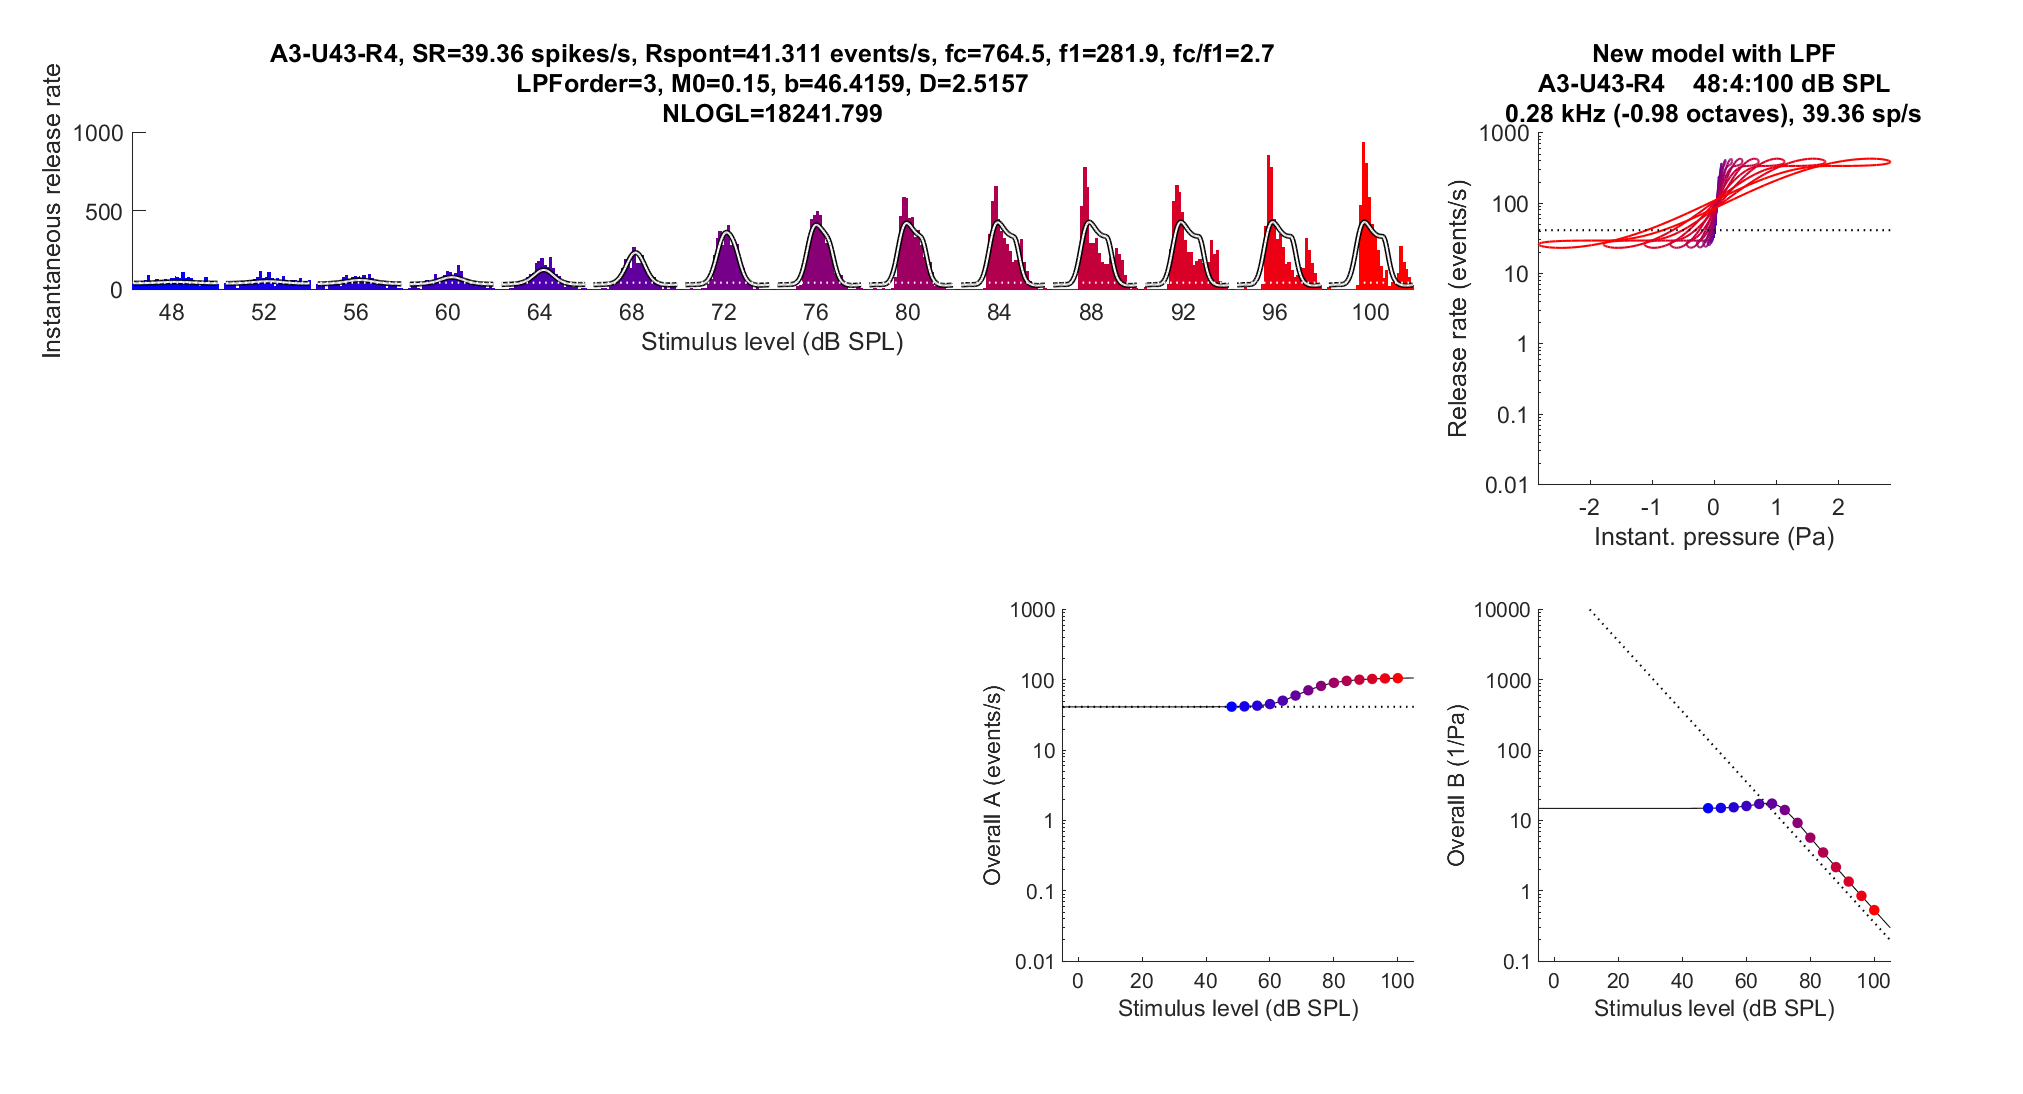 A3-U43-R4, SR=39.36 spikes/s, Rspont=41.311 events/s, fc=764.5, f1=281.9, fc/f1=2.7
LPForder=3, M0=0.15, b=46.4159, D=2.5157
NLOGL=18241.799
Instantaneous release rate
1000
500
0
48 52 56 60 64 68 72 76 80 84 88 92 96 100
Stimulus level (dB SPL)
New model with LPF
A3-U43-R4 48:4:100 dB SPL
0.28 kHz (-0.98 octaves), 39.36 sp/s
Release rate (events/s)
1000
100
10
1
0.1
0.01
-2 -1 0 1 2
Instant. pressure (Pa)
Overall A (events/s)
1000
100
10
1
0.1
0.01
0 20 40 60 80 100
Stimulus level (dB SPL)
Overall B (1/Pa)
10000
1000
100
10
1
0.1
0 20 40 60 80 100
Stimulus level (dB SPL)